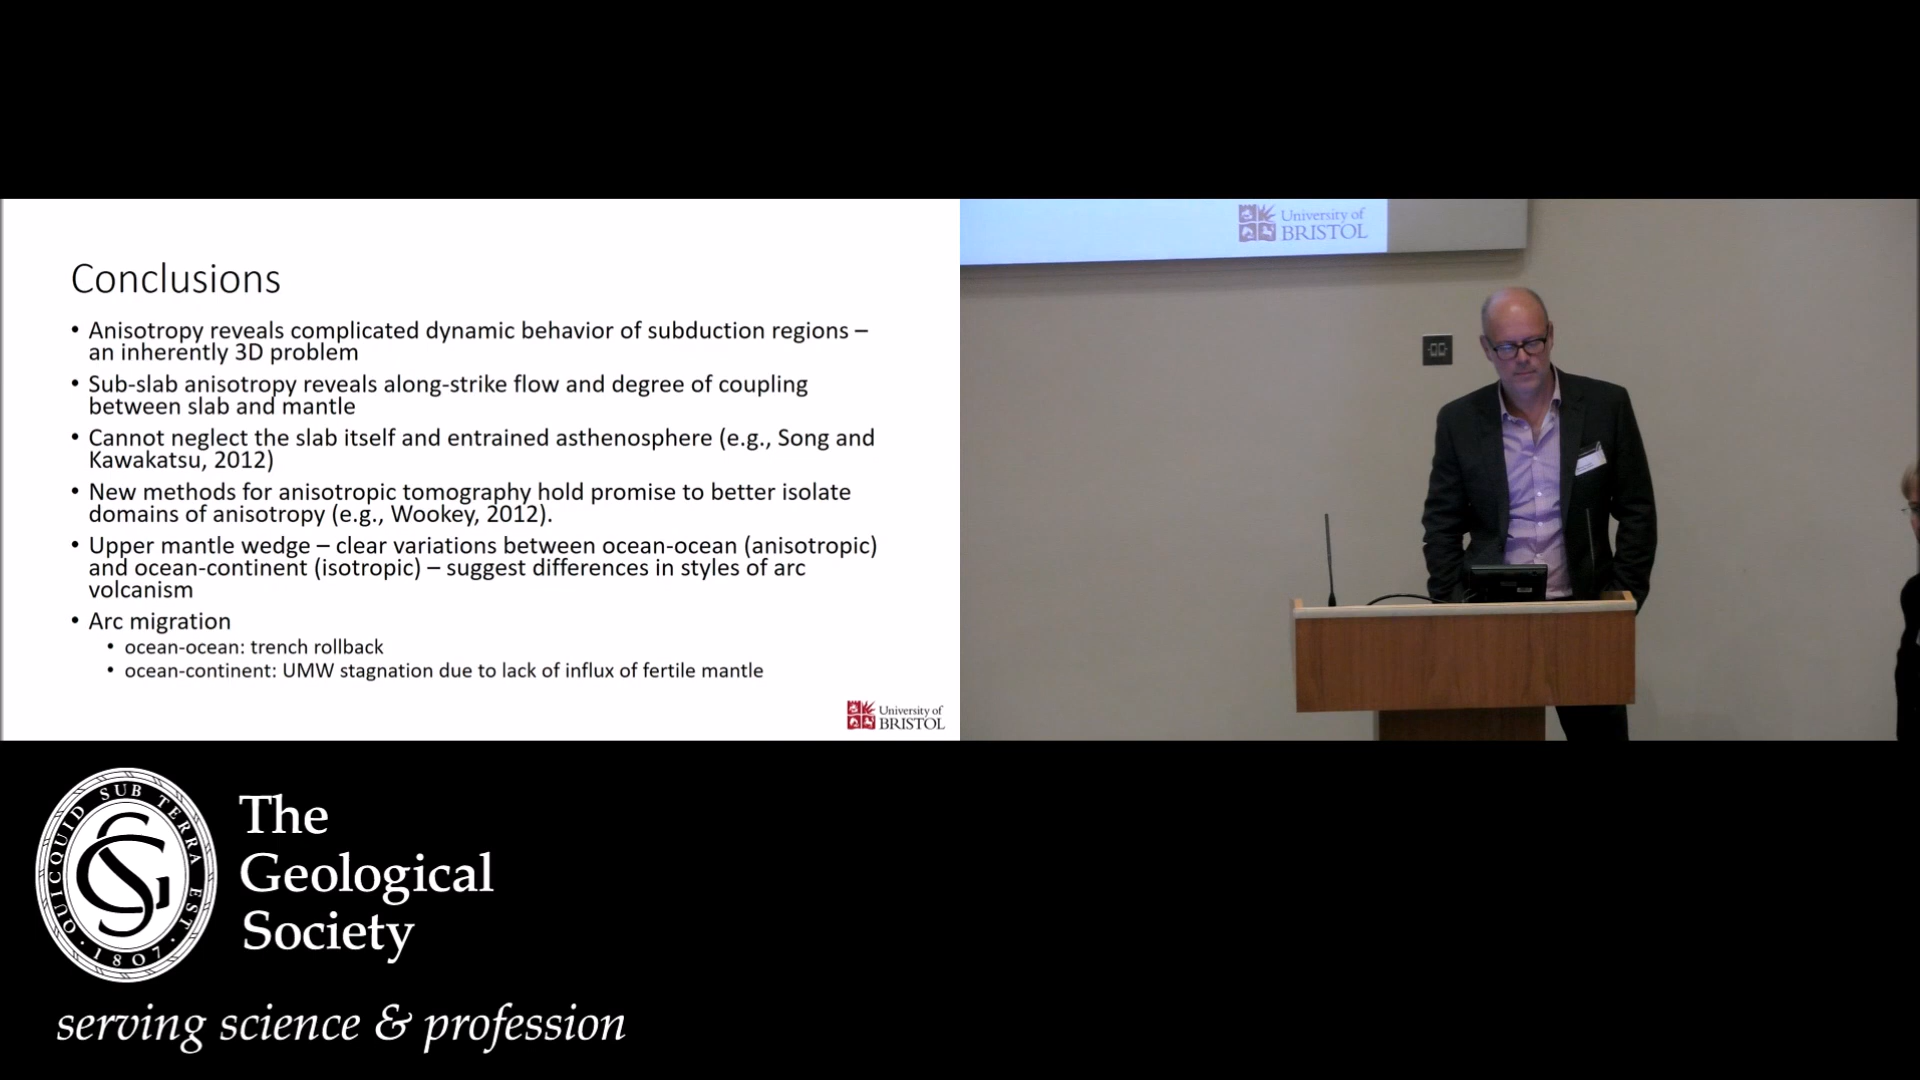 Conclusions
• Anisotropy reveals complicated dynamic behavior of subduction regions –
an inherently 3D problem
• Sub-slab anisotropy reveals along-strike flow and degree of coupling
between slab and mantle
• Cannot neglect the slab itself and entrained asthenosphere (e.g., Song and
Kawakatsu, 2012)
• New methods for anisotropic tomography hold promise to better isolate
domains of anisotropy (e.g., Wookey, 2012).
• Upper mantle wedge – clear variations between ocean-ocean (anisotropic)
and ocean-continent (isotropic) – suggest differences in styles of arc
volcanism
• Arc migration
• ocean-ocean: trench rollback
• ocean-continent: UMW stagnation due to lack of influx of fertile mantle
University of
BRISTOL
University of
BRISTOL
QUICQUID SUB TERRA EST
· 1807 ·
GS
The
Geological
Society
serving science & profession